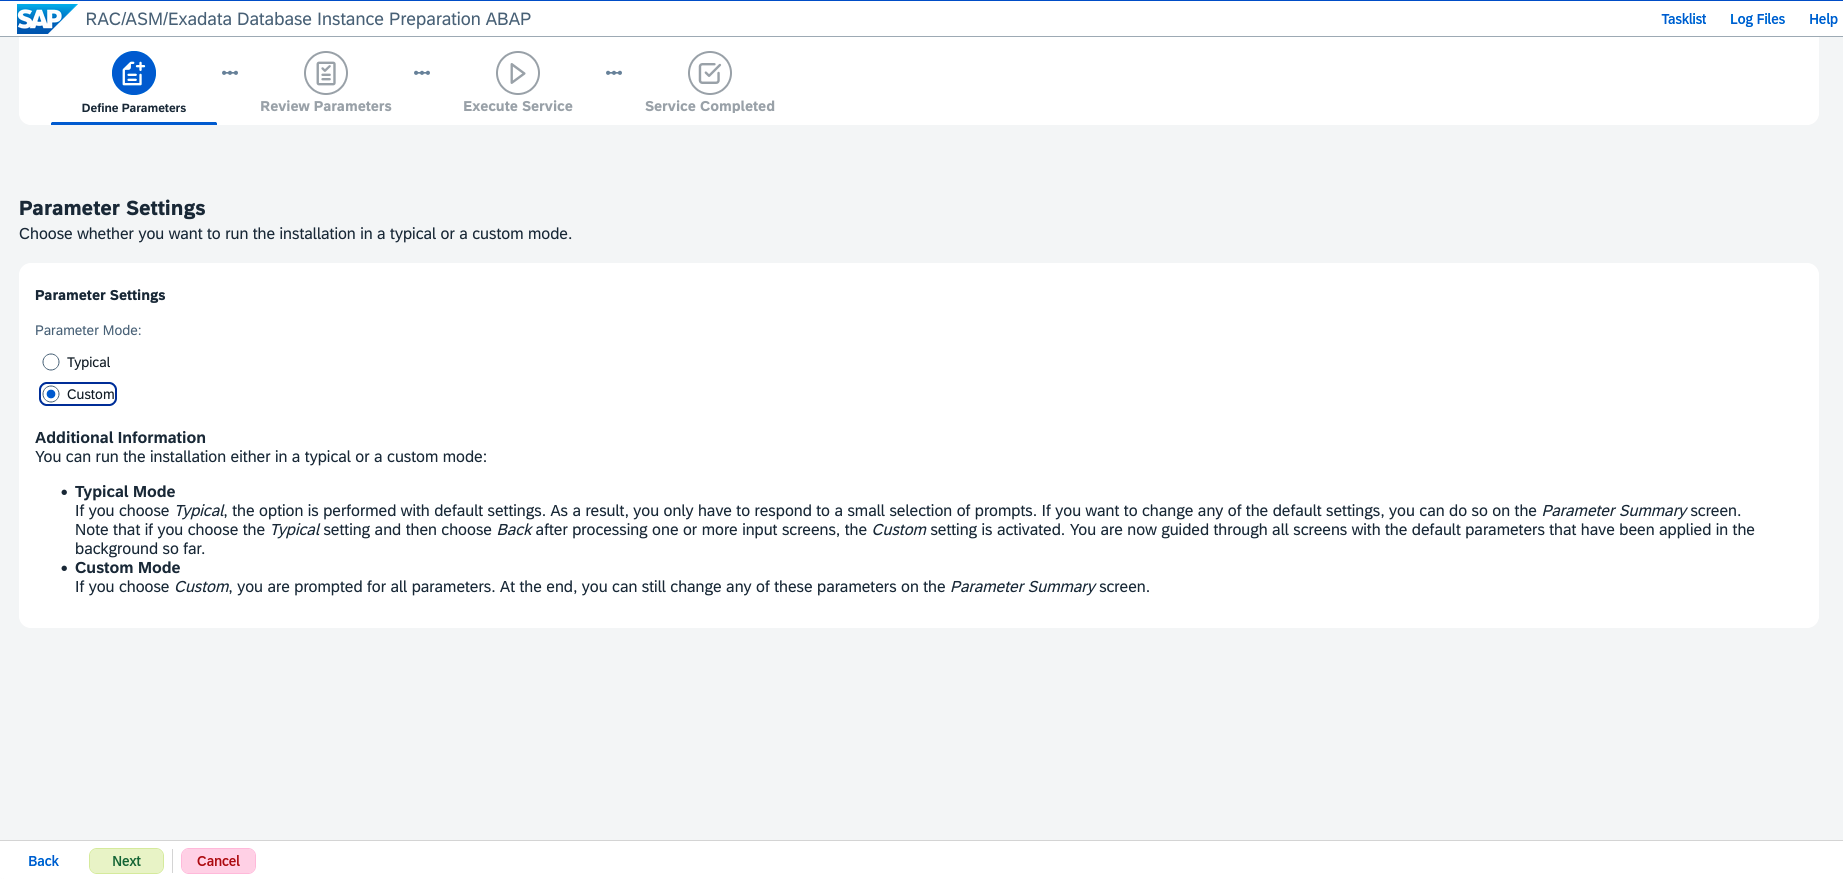 SAP RAC/ASM/Exadata Database Instance Preparation ABAP Tasklist Log Files Help
Define Parameters Review Parameters Execute Service Service Completed
Parameter Settings
Choose whether you want to run the installation in a typical or a custom mode.
Parameter Settings
Parameter Mode:
Typical
Custom
Additional Information
You can run the installation either in a typical or a custom mode:
• Typical Mode
If you choose Typical, the option is performed with default settings. As a result, you only have to respond to a small selection of prompts. If you want to change any of the default settings, you can do so on the Parameter Summary screen.
Note that if you choose the Typical setting and then choose Back after processing one or more input screens, the Custom setting is activated. You are now guided through all screens with the default parameters that have been applied in the
background so far.
• Custom Mode
If you choose Custom, you are prompted for all parameters. At the end, you can still change any of these parameters on the Parameter Summary screen.
Back Next Cancel